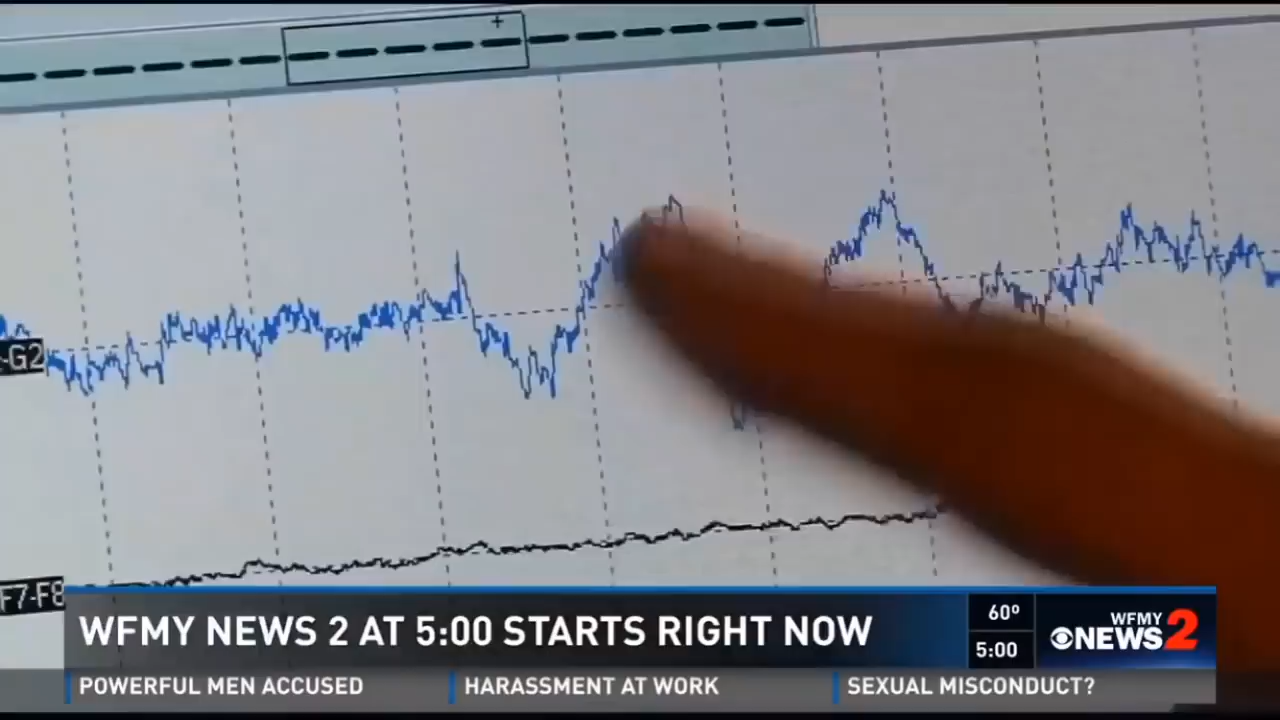 -G2
F7-F8
WFMY NEWS 2 AT 5:00 STARTS RIGHT NOW
60°
5:00
WFMY
NEWS 2
POWERFUL MEN ACCUSED
HARASSMENT AT WORK
SEXUAL MISCONDUCT?